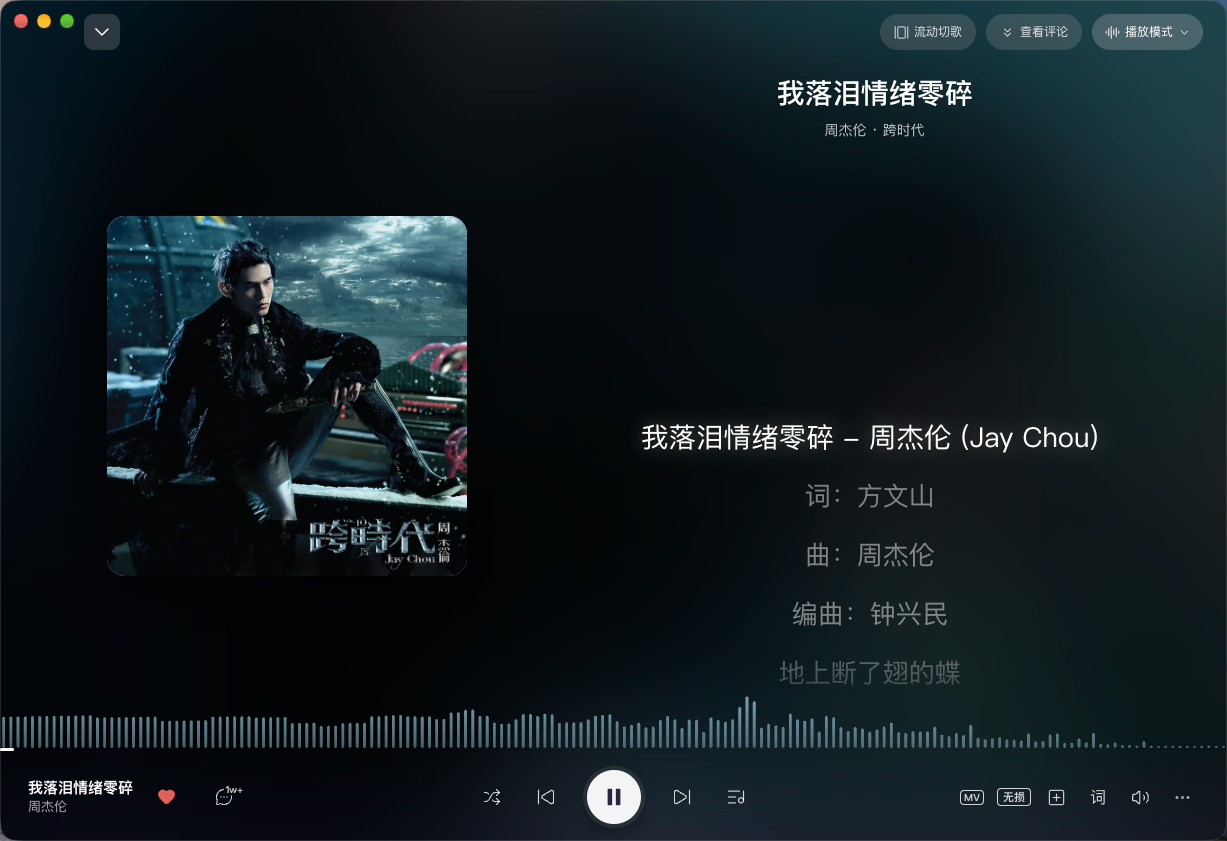 流动切歌
查看评论
播放模式
我落泪情绪零碎
周杰伦 · 跨时代
跨時代
周杰倫
Jay Chou
我落泪情绪零碎 – 周杰伦 (Jay Chou)
词：方文山
曲：周杰伦
编曲：钟兴民
地上断了翅的蝶
我落泪情绪零碎
周杰伦
1w+
MV
无损
词